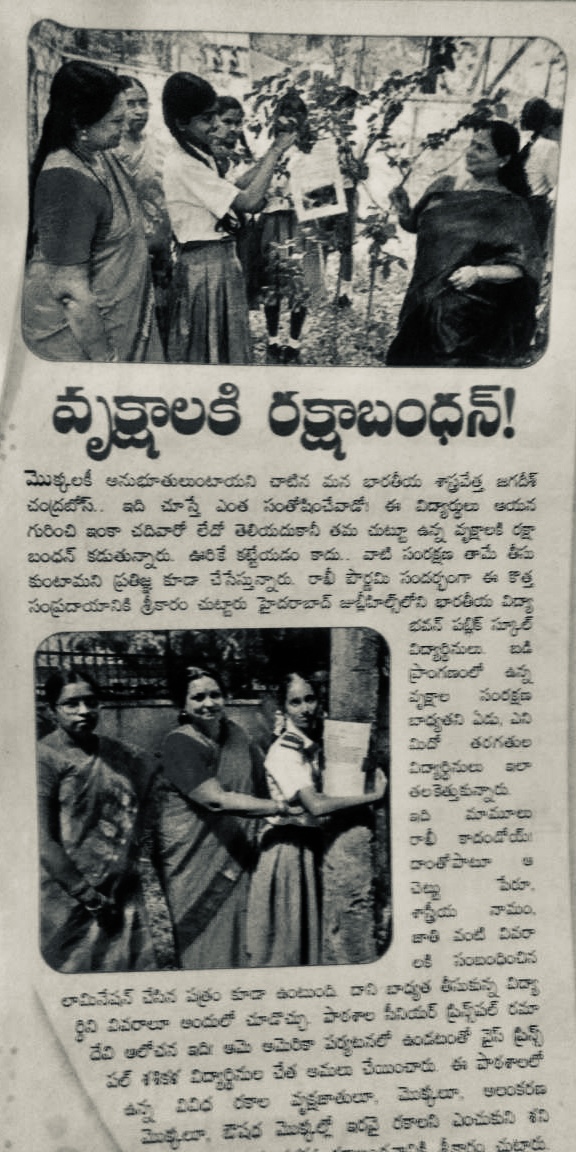 వృక్షాలకి రక్షాబంధన్!
మొక్కలకీ అనుభూతులుంటాయని చాటిన మన భారతీయ శాస్త్రవేత్త జగదీశ్
చంద్రబోస్.. ఇది చూస్తే ఎంత సంతోషించేవాడో! ఈ విద్యార్థులు ఆయన
గురించి ఇంకా చదివారో లేదో తెలియదుకానీ తమ చుట్టూ ఉన్న వృక్షాలకి రక్షా
బంధన్ కడుతున్నారు. ఊరికే కట్టేయడం కాదు.. వాటి సంరక్షణ తామే తీసు
కుంటామని ప్రతిజ్ఞ కూడా చేసేస్తున్నారు. రాఖీ పౌర్ణమి సందర్భంగా ఈ కొత్త
సంప్రదాయానికి శ్రీకారం చుట్టారు హైదరాబాద్ జూబ్లీహిల్స్‌లోని భారతీయ విద్యా
భవన్ పబ్లిక్ స్కూల్
విద్యార్థినులు. బడి
ప్రాంగణంలో ఉన్న
వృక్షాల సంరక్షణ
బాధ్యతని ఏడు, ఎని
మిదో తరగతుల
విద్యార్థినులు ఇలా
తలకెత్తుకున్నారు.
ఇది మామూలు
రాఖీ కాదండోయ్!
దాంతోపాటూ ఆ
చెట్టు పేరూ,
శాస్త్రీయ నామం,
జాతి వంటి వివరా
లకి సంబంధించిన
లామినేషన్ చేసిన పత్రం కూడా ఉంటుంది. దాని బాధ్యత తీసుకున్న విద్యా
ర్థిని వివరాలూ అందులో చూడొచ్చు. పాఠశాల సీనియర్ ప్రిన్సిపల్ రమా
దేవి ఆలోచన ఇది! ఆమె అమెరికా పర్యటనలో ఉండటంతో వైస్ ప్రిన్సి
పల్ శశికళ విద్యార్థినుల చేత అమలు చేయించారు. ఈ పాఠశాలలో
ఉన్న వివిధ రకాల వృక్షజాతులూ, మొక్కలూ, అలంకరణ
మొక్కలూ, ఔషధ మొక్కల్లో ఇరవై రకాలని ఎంచుకుని
శ్రీకారం చుట్టారు.